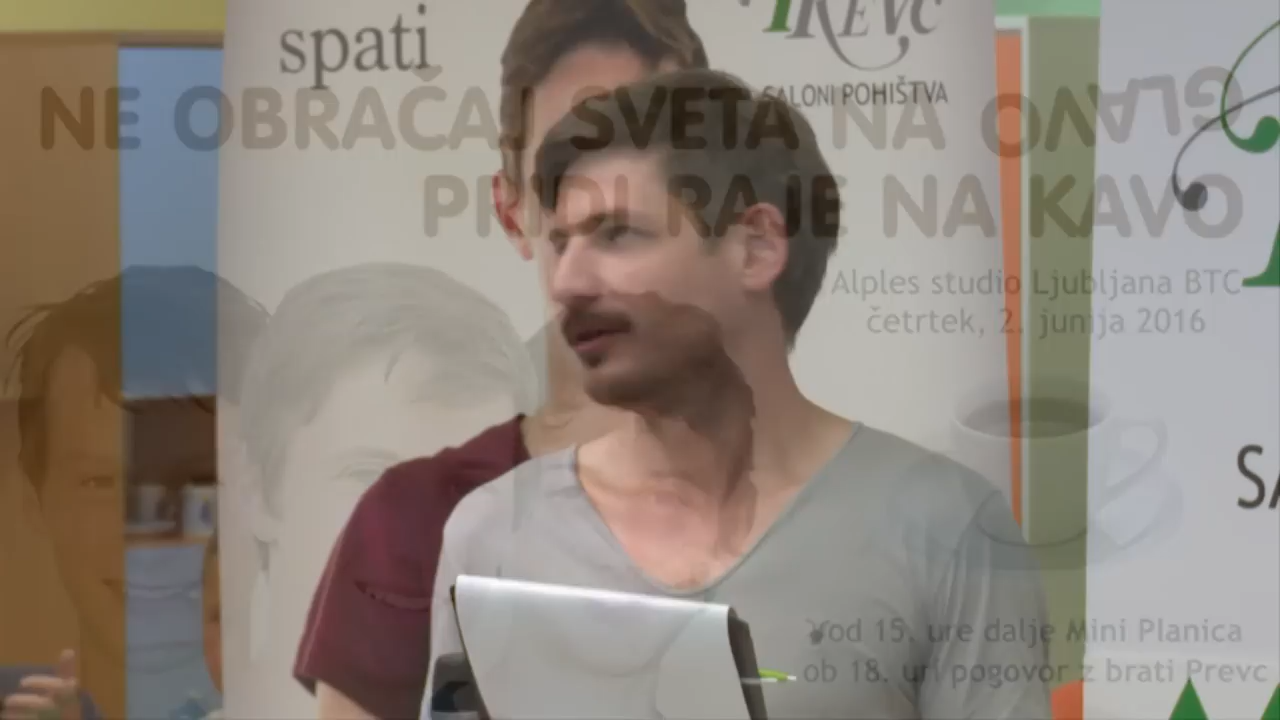 spati
PREVC
SALONI POHIŠTVA
NE OBRAČAJ SVETA NA GLAVO
PRIDI RAJE NA KAVO
Alples studio Ljubljana BTC
četrtek, 2. junija 2016
SA
od 15. ure dalje Mini Planica
ob 18. uri pogovor z brati Prevc